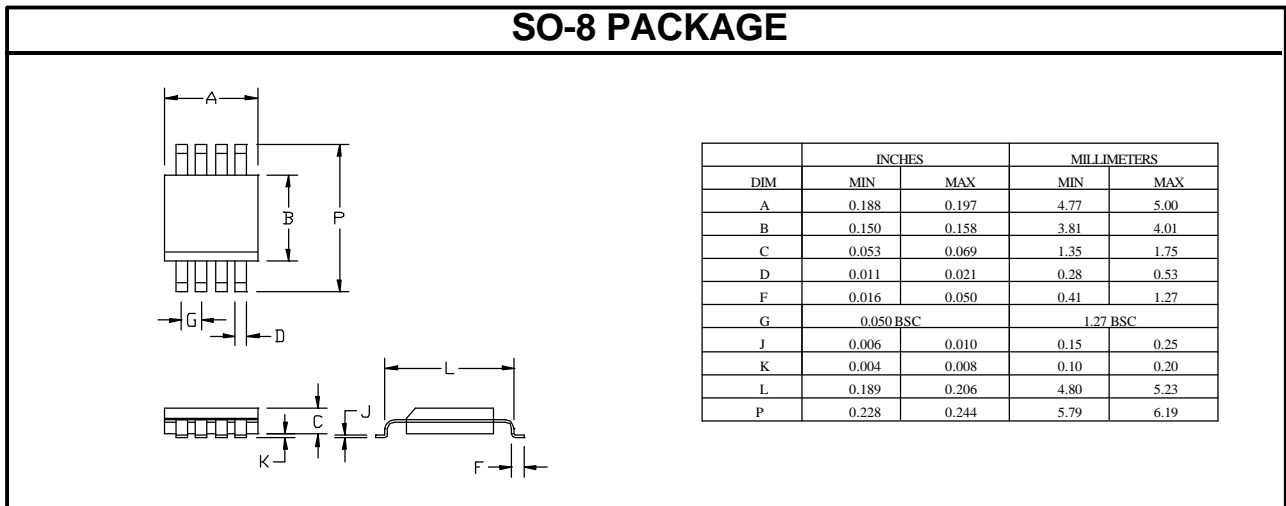 SO-8 PACKAGE
A
B
P
G
D
L
J
C
K
F
INCHES MILLIMETERS
DIM MIN MAX MIN MAX
A 0.188 0.197 4.77 5.00
B 0.150 0.158 3.81 4.01
C 0.053 0.069 1.35 1.75
D 0.011 0.021 0.28 0.53
F 0.016 0.050 0.41 1.27
G 0.050 BSC 1.27 BSC
J 0.006 0.010 0.15 0.25
K 0.004 0.008 0.10 0.20
L 0.189 0.206 4.80 5.23
P 0.228 0.244 5.79 6.19